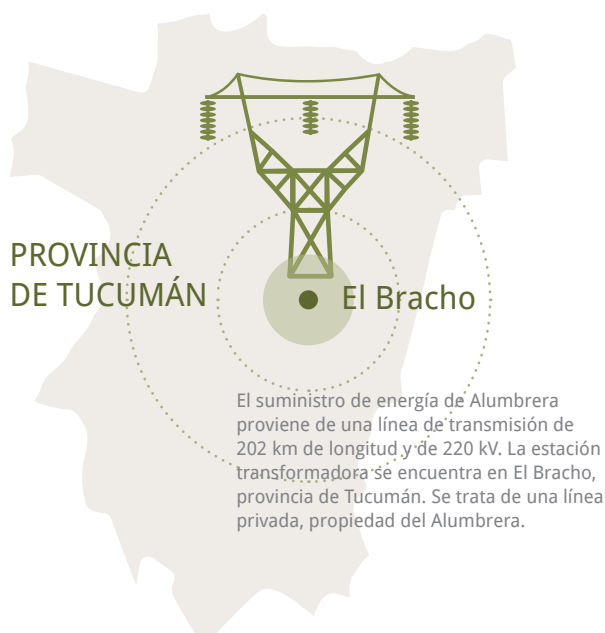 PROVINCIA
DE TUCUMÁN
El Bracho
El suministro de energía de Alumbrera
proviene de una línea de transmisión de
202 km de longitud y de 220 kV. La estación
transformadora se encuentra en El Bracho,
provincia de Tucumán. Se trata de una línea
privada, propiedad del Alumbrera.